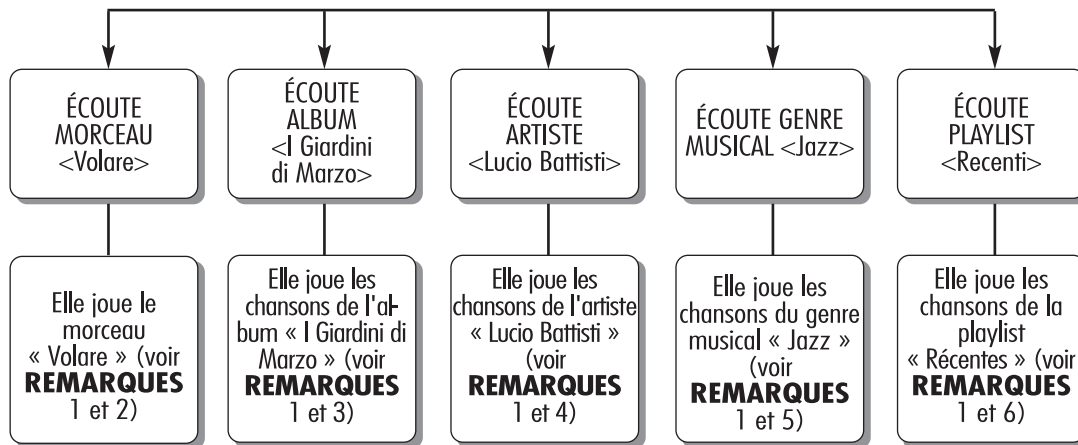 ÉCOUTE
MORCEAU
<Volare>
ÉCOUTE
ALBUM
<I Giardini
di Marzo>
ÉCOUTE
ARTISTE
<Lucio Battisti>
ÉCOUTE GENRE
MUSICAL <Jazz>
ÉCOUTE
PLAYLIST
<Recenti>
Elle joue le
morceau
« Volare » (voir
REMARQUES
1 et 2)
Elle joue les
chansons de l'al-
bum « I Giardini di
Marzo » (voir
REMARQUES
1 et 3)
Elle joue les
chansons de l'artiste
« Lucio Battisti »
(voir
REMARQUES
1 et 4)
Elle joue les
chansons du genre
musical « Jazz »
(voir
REMARQUES
1 et 5)
Elle joue les
chansons de la
playlist
« Récentes » (voir
REMARQUES
1 et 6)